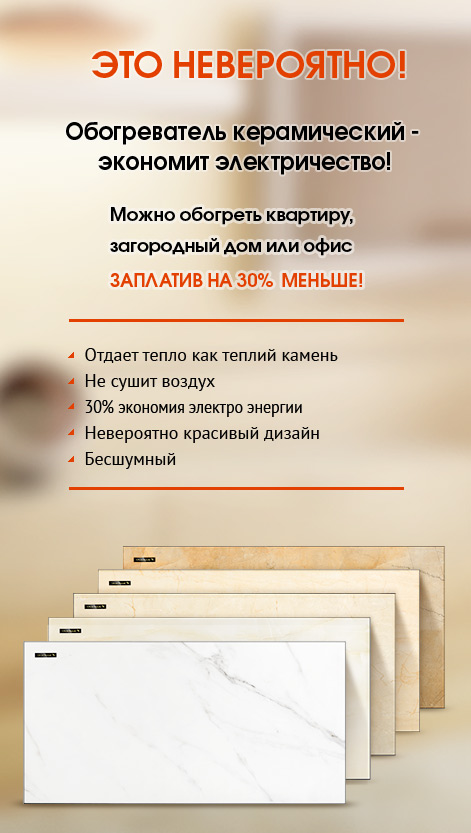 ЭТО НЕВЕРОЯТНО!
Обогреватель керамический -
экономит электричество!
Можно обогреть квартиру,
загородный дом или офис
ЗАПЛАТИВ НА 30% МЕНЬШЕ!
Отдает тепло как теплий камень
Не сушит воздух
30% экономия электро энергии
Невероятно красивый дизайн
Бесшумный